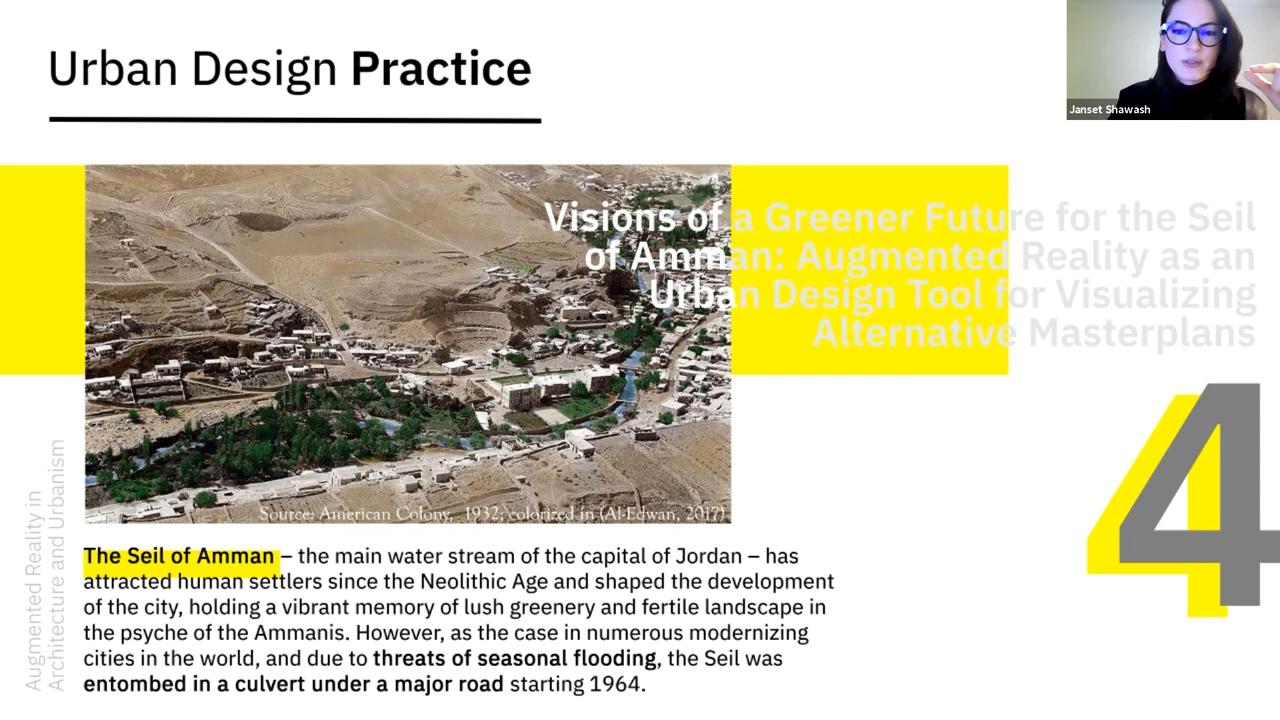 Urban Design Practice
Janset Shawash
Visions of a Greener Future for the Seil
of Amman: Augmented Reality as an
Urban Design Tool for Visualizing
Alternative Masterplans
4
Source: American Colony, 1932; colorized in (Al-Edwan, 2017)
The Seil of Amman – the main water stream of the capital of Jordan – has
attracted human settlers since the Neolithic Age and shaped the development
of the city, holding a vibrant memory of lush greenery and fertile landscape in
the psyche of the Ammanis. However, as the case in numerous modernizing
cities in the world, and due to threats of seasonal flooding, the Seil was
entombed in a culvert under a major road starting 1964.
Augmented Reality in
Architecture and Urbanism